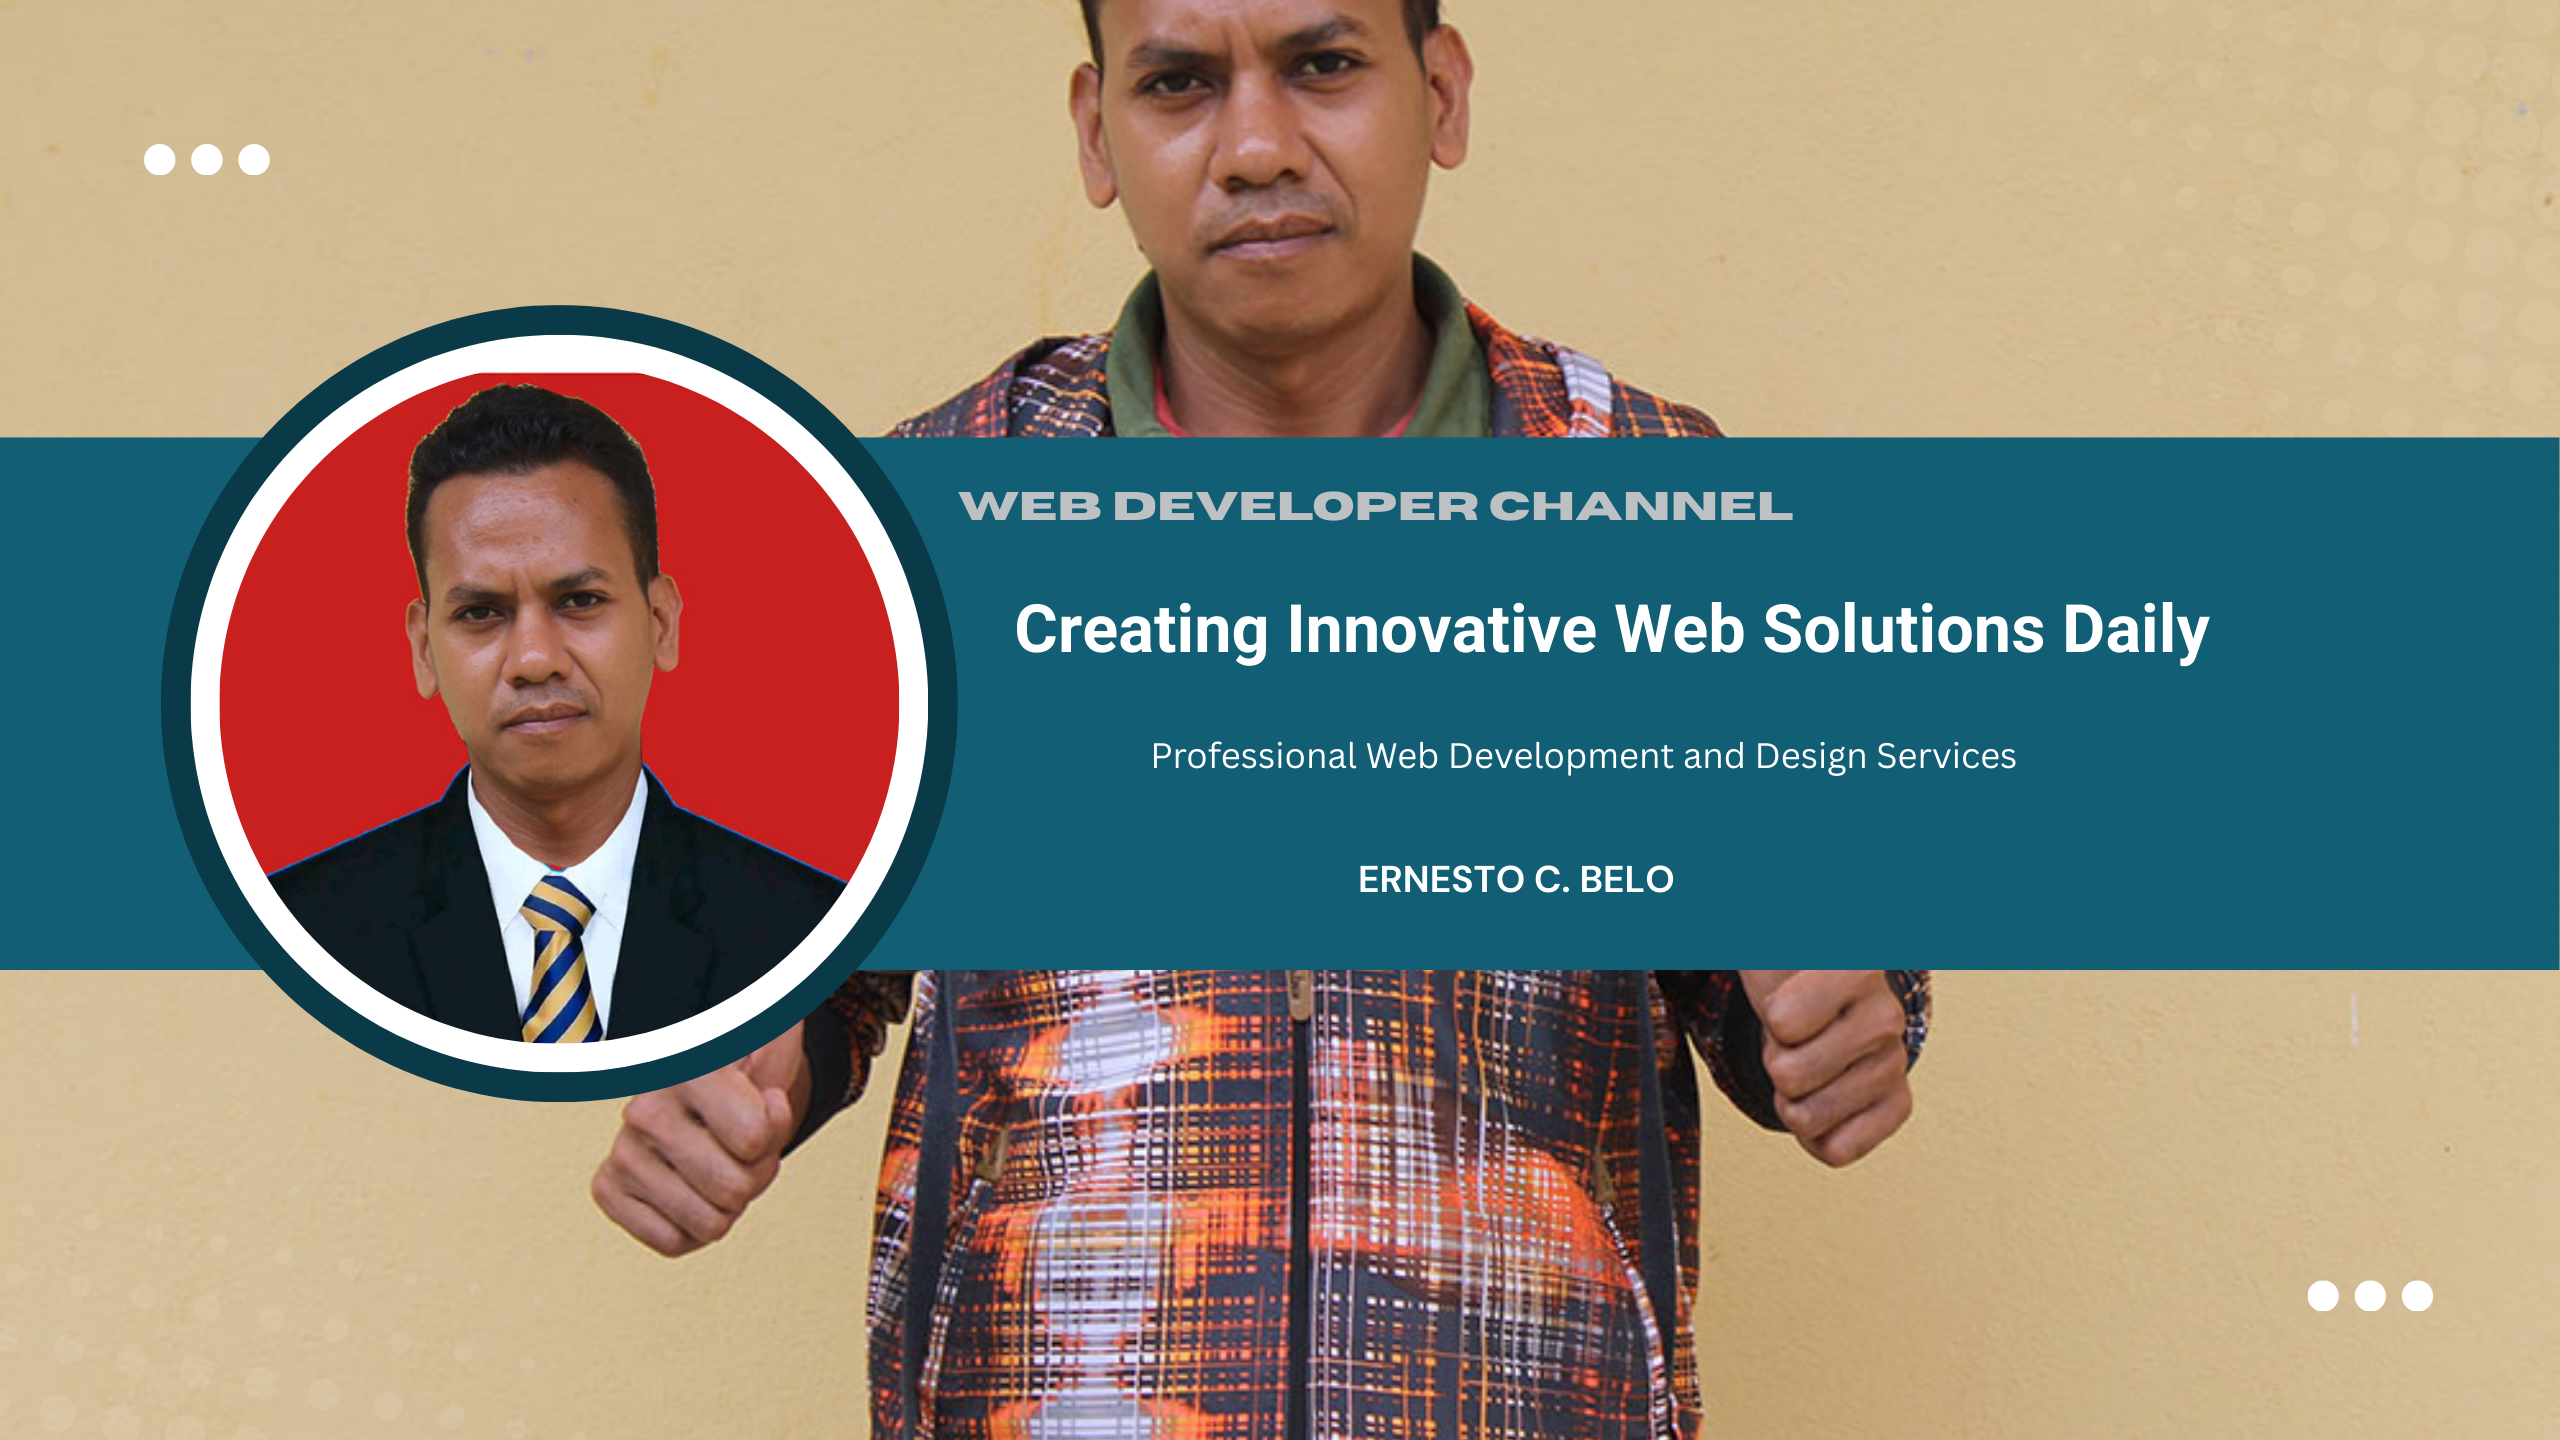 WEB DEVELOPER CHANNEL
Creating Innovative Web Solutions Daily
Professional Web Development and Design Services
ERNESTO C. BELO